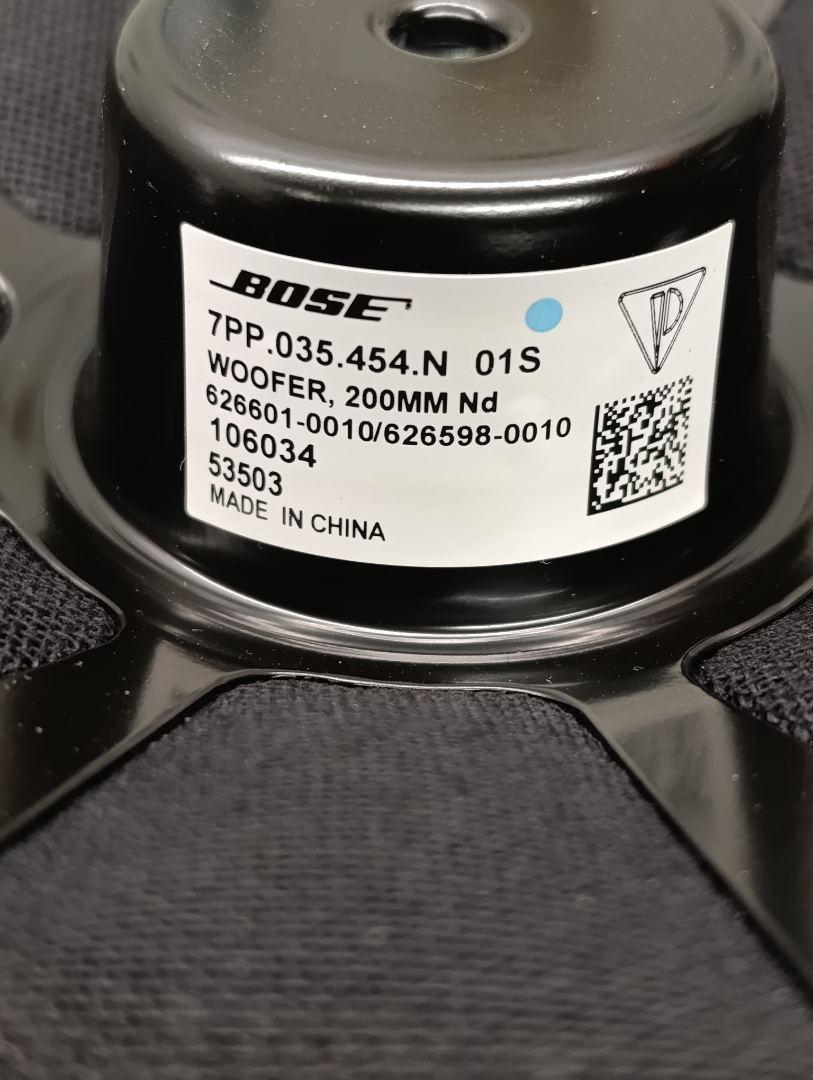 BOSE
7PP.035.454.N 01S
WOOFER, 200MM Nd
626601-0010/626598-0010
106034
53503
MADE IN CHINA